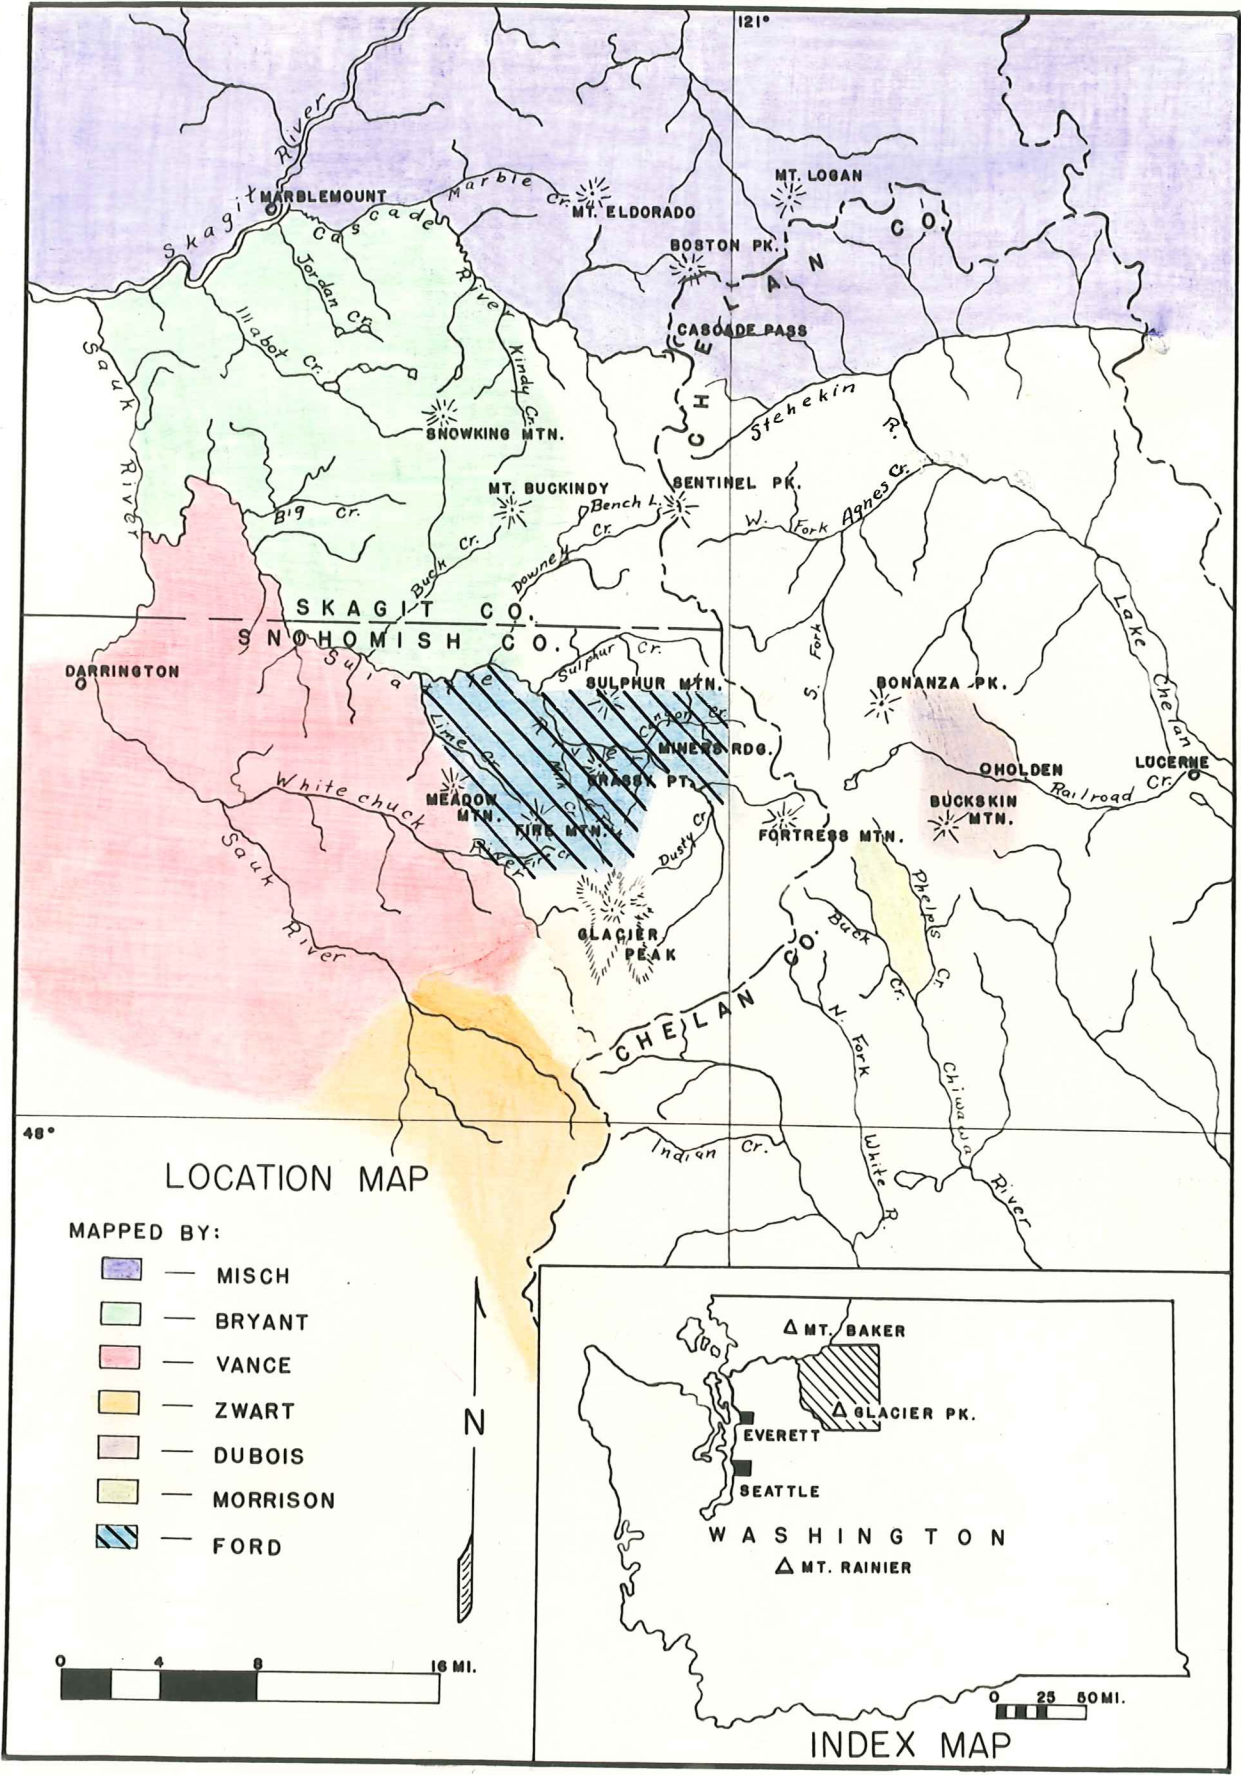 121°
Skagit River
MARBLEMOUNT
Marble Cr.
Cascade River
MT. ELDORADO
MT. LOGAN
CHELAN CO.
BOSTON PK.
CASCADE PASS
Jordan Cr.
Illabot Cr.
Kindy Cr.
Sauk River
SNOWKING MTN.
Stehekin R.
MT. BUCKINDY
Bench L.
SENTINEL PK.
Big Cr.
Buck Cr.
Downey Cr.
W. Fork Agnes Cr.
S. Fork
Lake Chelan
SKAGIT CO.
SNOHOMISH CO.
DARRINGTON
Suiattle R.
Sulphur Cr.
SULPHUR MTN.
BONANZA PK.
Canyon Cr.
Lime Cr.
MINERS RDG.
Milk Cr.
GRASSY PT.
HOLDEN
LUCERNE
Railroad Cr.
MEADOW
MTN.
Whitechuck River
FIRE MTN.
Fire Cr.
Dusty Cr.
FORTRESS MTN.
BUCKSKIN
MTN.
Sauk River
GLACIER
PEAK
Buck Cr.
Phelps Cr.
CHELAN CO.
N. Fork White R.
Chiwawa River
Indian Cr.
48°
LOCATION MAP
MAPPED BY:
— MISCH
— BRYANT
— VANCE
— ZWART
— DUBOIS
— MORRISON
— FORD
N
0 4 8 16 MI.
MT. BAKER
GLACIER PK.
EVERETT
SEATTLE
WASHINGTON
MT. RAINIER
0 25 50 MI.
INDEX MAP